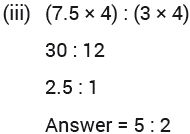 (iii) (7.5 × 4) : (3 × 4)
30 : 12
2.5 : 1
Answer = 5 : 2